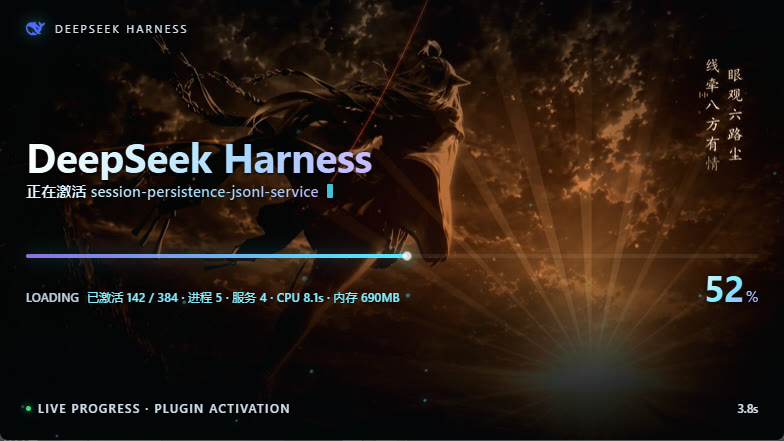 DEEPSEEK HARNESS
眼观六路尘
线牵八方有情
DeepSeek Harness
正在激活 session-persistence-jsonl-service
52%
LOADING 已激活 142 / 384 · 进程 5 · 服务 4 · CPU 8.1s · 内存 690MB
LIVE PROGRESS · PLUGIN ACTIVATION
3.8s